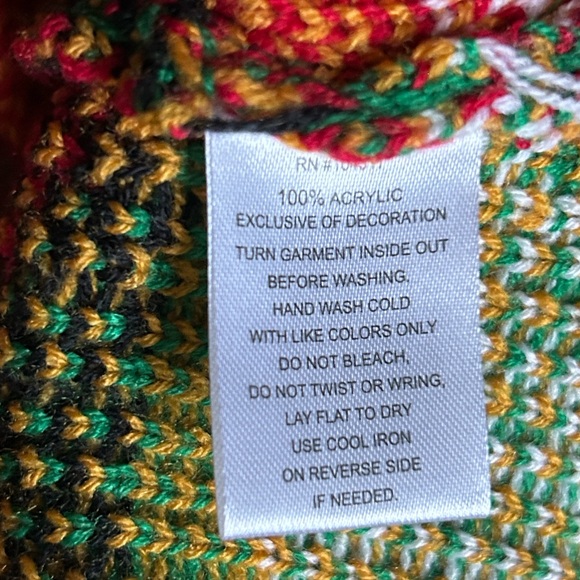 RN #
100% ACRYLIC
EXCLUSIVE OF DECORATION
TURN GARMENT INSIDE OUT
BEFORE WASHING.
HAND WASH COLD
WITH LIKE COLORS ONLY
DO NOT BLEACH,
DO NOT TWIST OR WRING,
LAY FLAT TO DRY
USE COOL IRON
ON REVERSE SIDE
IF NEEDED.